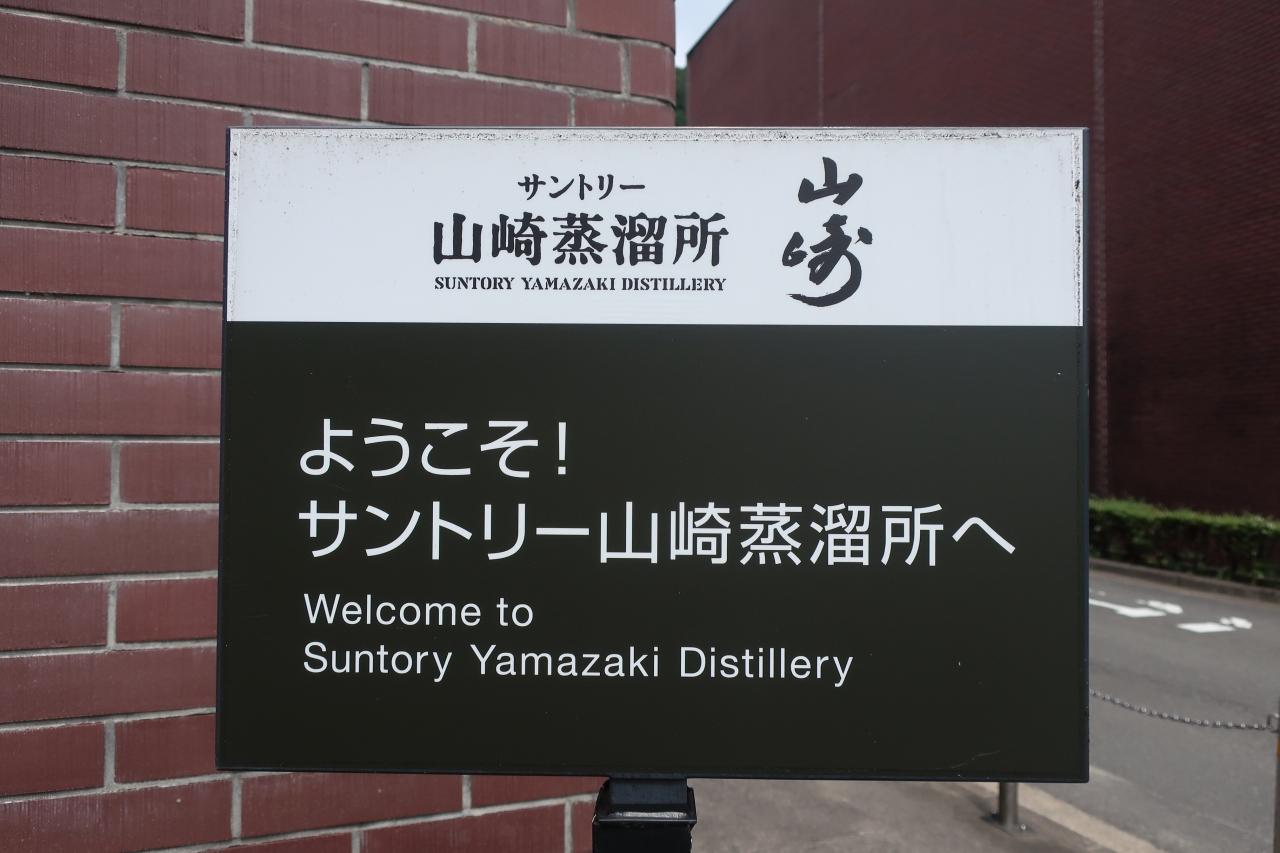 サントリー
山崎蒸溜所
SUNTORY YAMAZAKI DISTILLERY
山崎
ようこそ!
サントリー山崎蒸溜所へ
Welcome to
Suntory Yamazaki Distillery